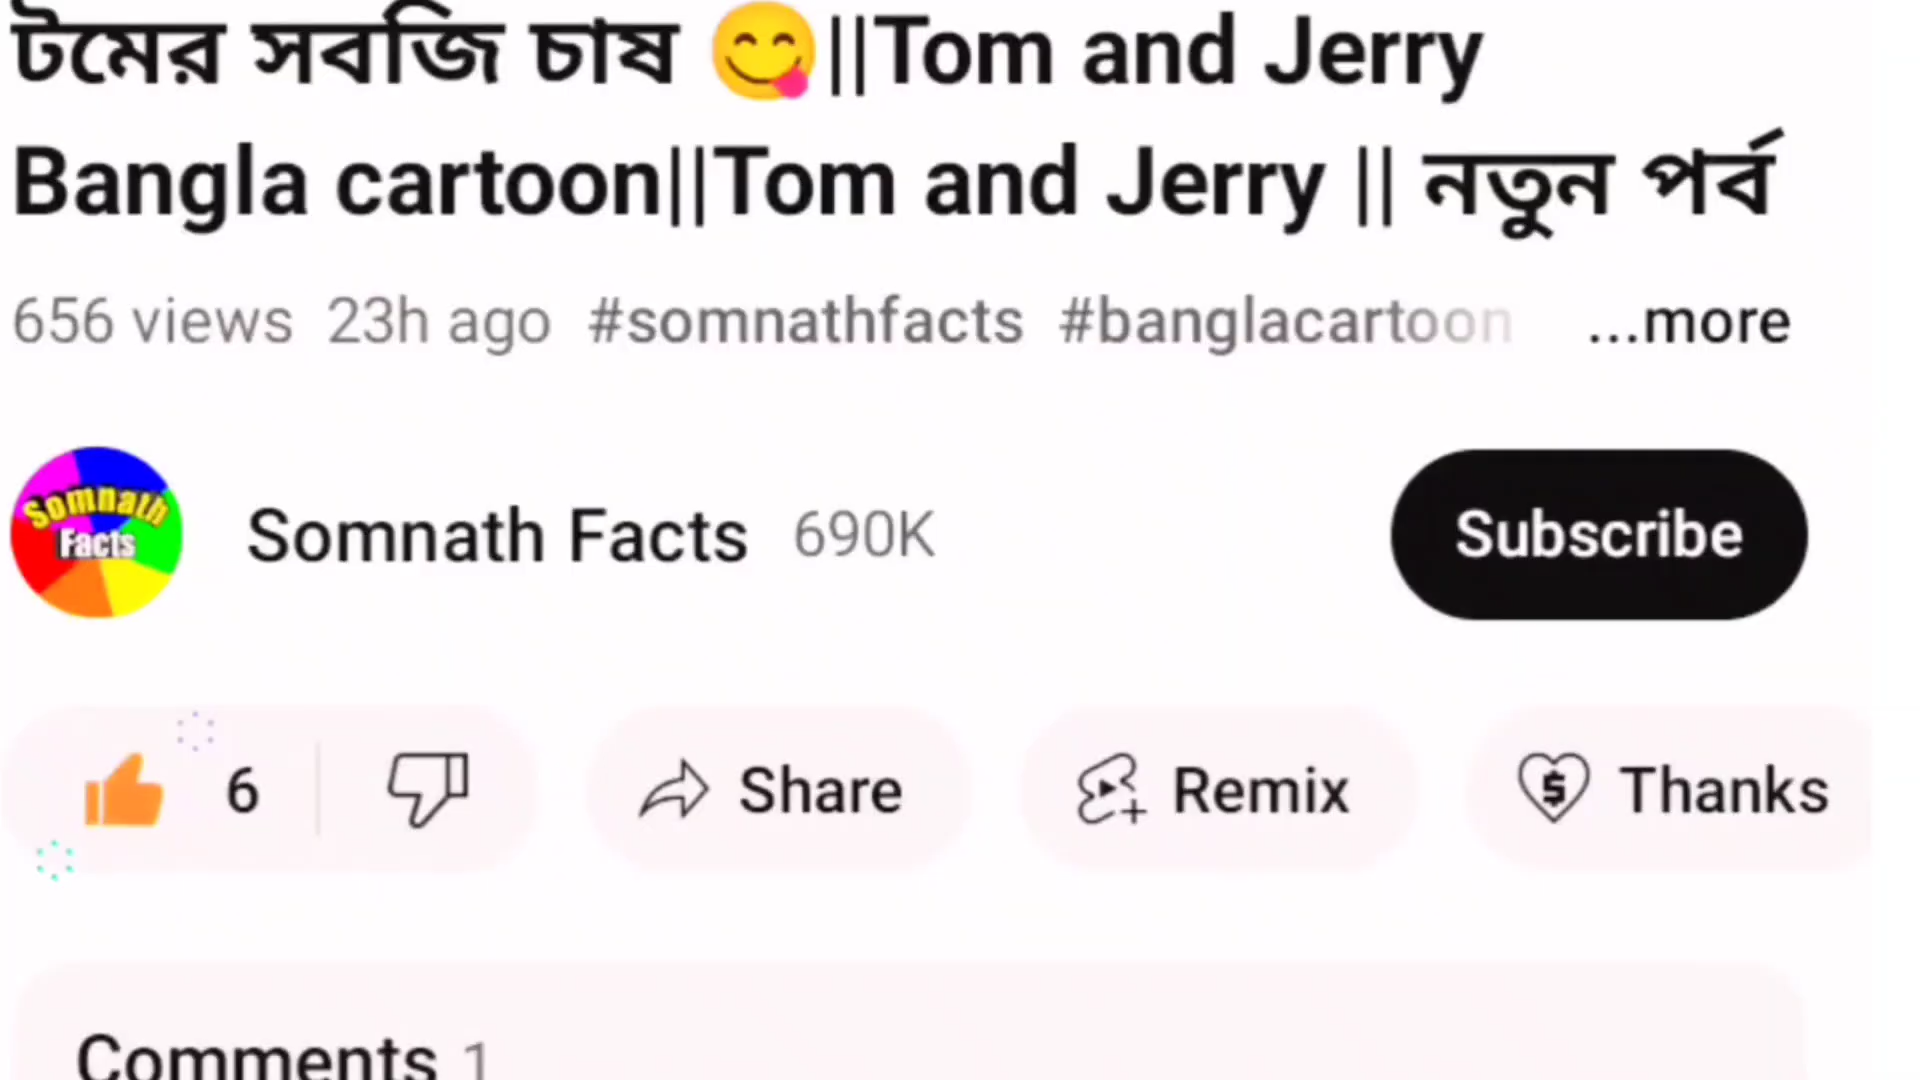 টমের সবজি চাষ 😋||Tom and Jerry
Bangla cartoon||Tom and Jerry || নতুন পর্ব
656 views 23h ago #somnathfacts #banglacartoon ...more
Somnath Facts
Somnath Facts 690K
Subscribe
6 Share Remix Thanks
Comments 1